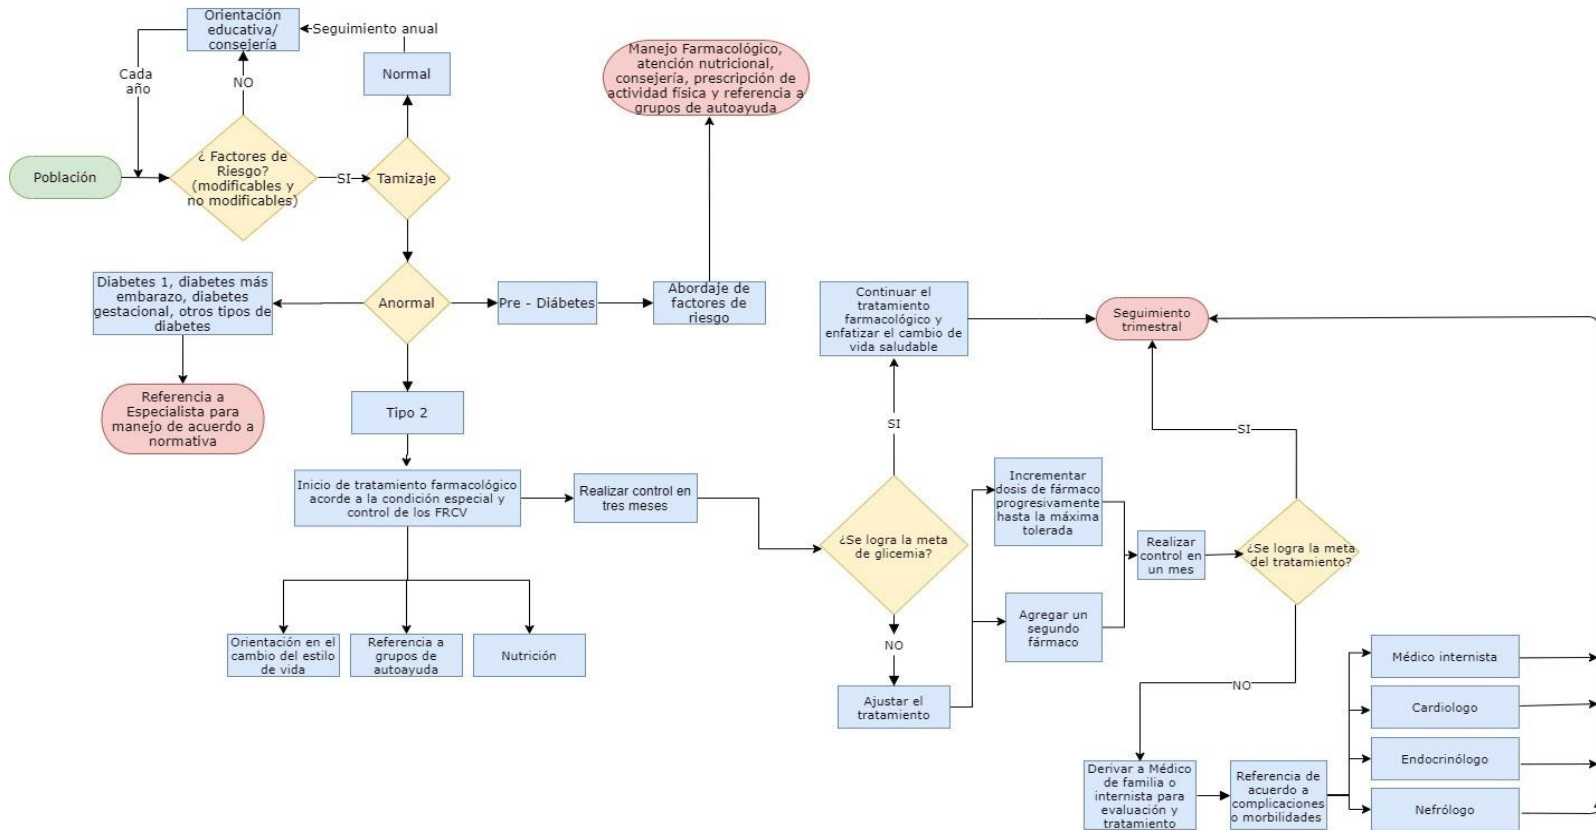 Orientación
educativa/
consejería
Seguimiento anual
Cada
año
NO
Normal
Manejo Farmacológico,
atención nutricional,
consejería, prescripción de
actividad física y referencia a
grupos de autoayuda
Población
¿ Factores de
Riesgo?
(modificables y
no modificables)
SI
Tamizaje
Diabetes 1, diabetes más
embarazo, diabetes
gestacional, otros tipos de
diabetes
Anormal
Pre - Diábetes
Abordaje de
factores de
riesgo
Continuar el
tratamiento
farmacológico y
enfatizar el cambio de
vida saludable
Seguimiento
trimestral
Referencia a
Especialista para
manejo de acuerdo a
normativa
Tipo 2
SI
SI
Inicio de tratamiento farmacológico
acorde a la condición especial y
control de los FRCV
Realizar control en
tres meses
¿Se logra la meta
de glicemia?
Incrementar
dosis de fármaco
progresivamente
hasta la máxima
tolerada
Realizar
control en
un mes
¿Se logra la meta
del tratamiento?
Orientación en el
cambio del estilo
de vida
Referencia a
grupos de
autoayuda
Nutrición
NO
Agregar un
segundo
fármaco
Ajustar el
tratamiento
NO
Derivar a Médico
de familia o
internista para
evaluación y
tratamiento
Referencia de
acuerdo a
complicaciones
o morbilidades
Médico internista
Cardiologo
Endocrinólogo
Nefrólogo